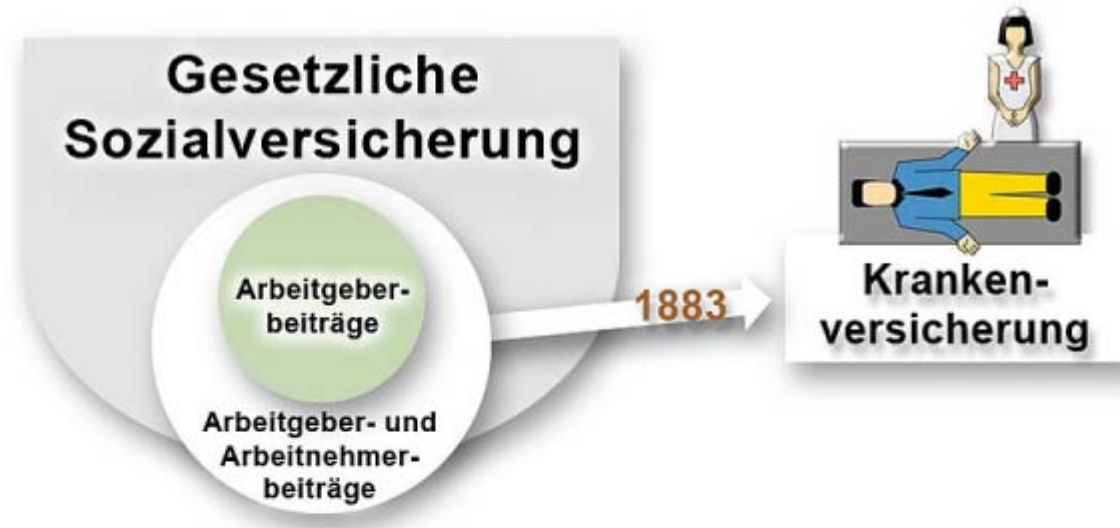 Gesetzliche
Sozialversicherung
Arbeitgeber-
beiträge
Arbeitgeber- und
Arbeitnehmer-
beiträge
1883
Kranken-
versicherung